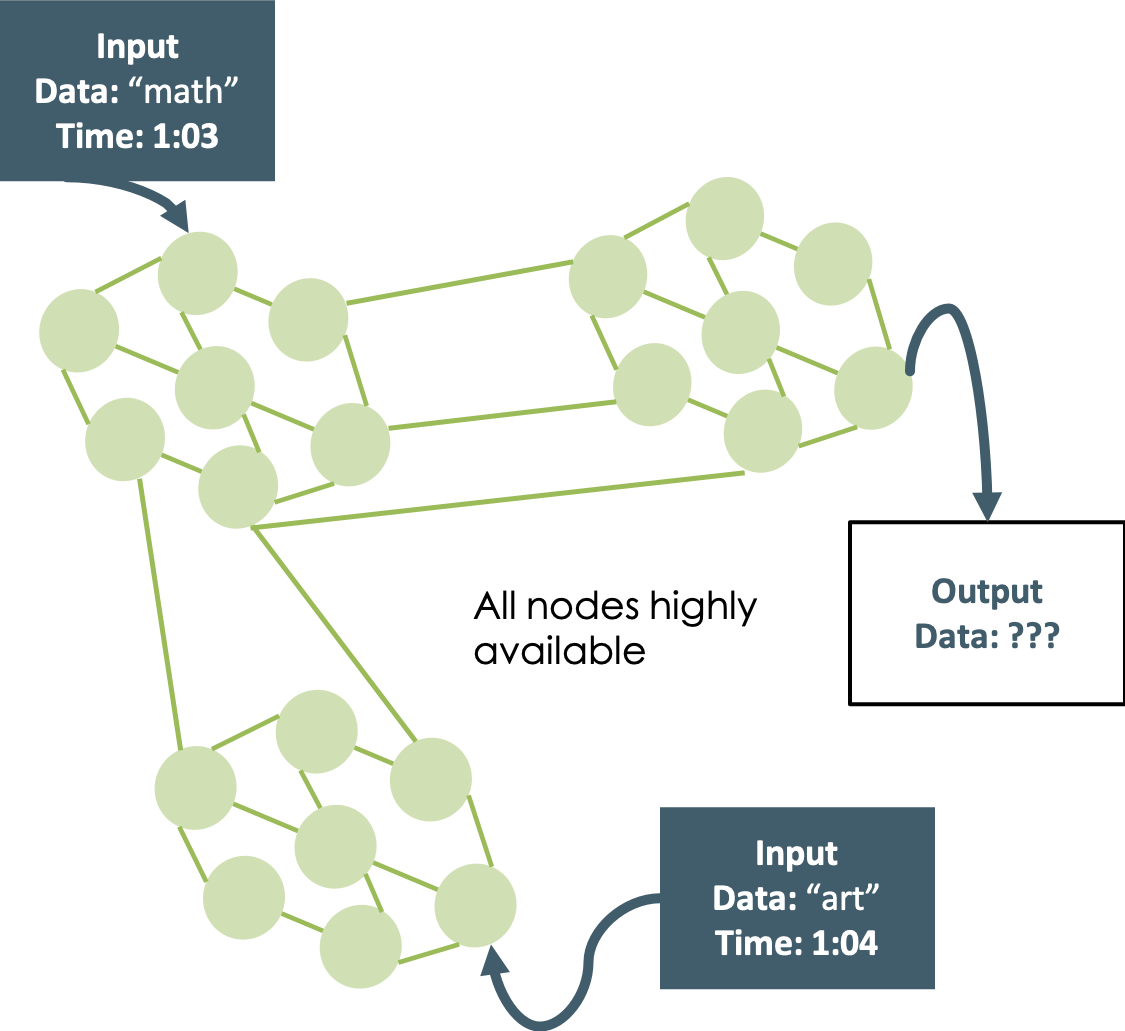 Input
Data: “math”
Time: 1:03
All nodes highly
available
Output
Data: ???
Input
Data: “art”
Time: 1:04